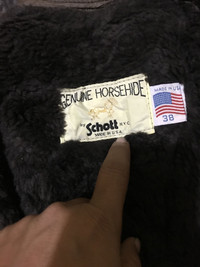 GENUINE HORSEHIDE
Schott N.Y.C.
MADE IN U.S.A.
MADE IN U.S.A.
38